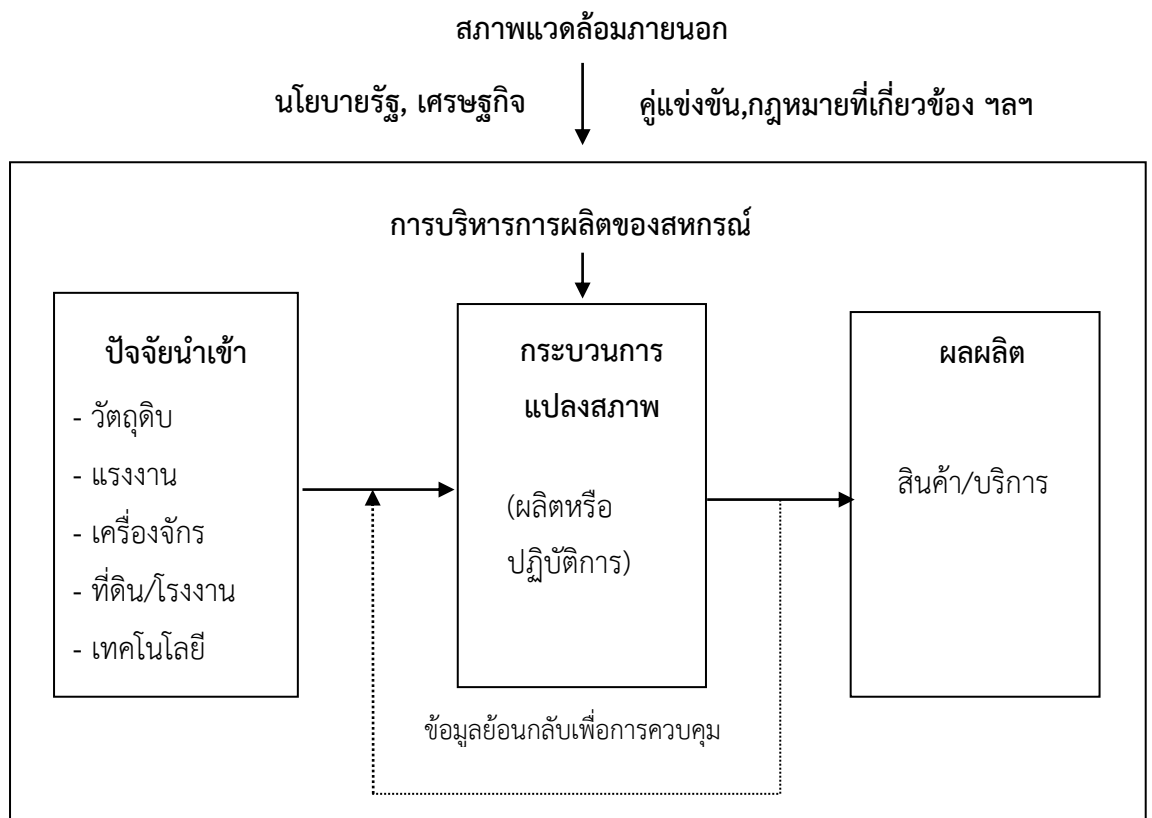 สภาพแวดล้อมภายนอก
นโยบายรัฐ, เศรษฐกิจ
คู่แข่งขัน,กฎหมายที่เกี่ยวข้อง ฯลฯ
การบริหารการผลิตของสหกรณ์
ปัจจัยนำเข้า
- วัตถุดิบ
- แรงงาน
- เครื่องจักร
- ที่ดิน/โรงงาน
- เทคโนโลยี
กระบวนการ
แปลงสภาพ
(ผลิตหรือ
ปฏิบัติการ)
ผลผลิต
สินค้า/บริการ
ข้อมูลย้อนกลับเพื่อการควบคุม